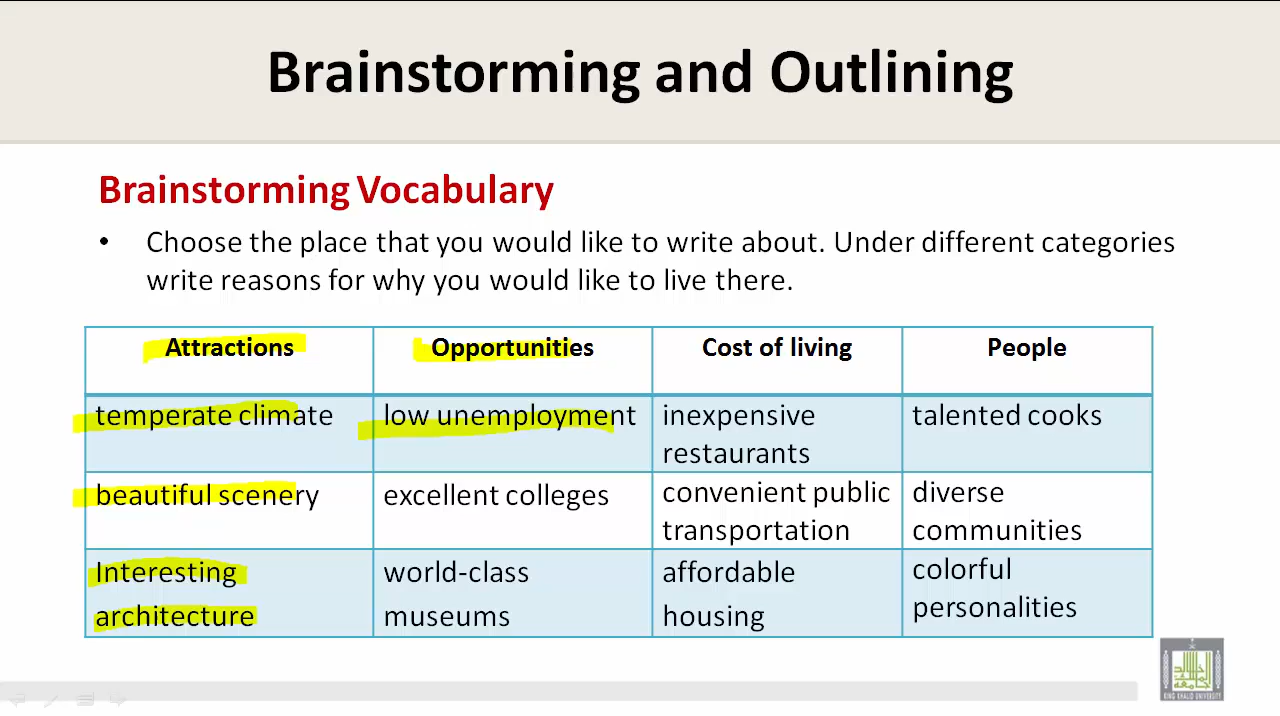 Brainstorming and Outlining
Brainstorming Vocabulary
• Choose the place that you would like to write about. Under different categories
write reasons for why you would like to live there.
Attractions Opportunities Cost of living People
temperate climate low unemployment inexpensive restaurants talented cooks
beautiful scenery excellent colleges convenient public transportation diverse communities
Interesting architecture world-class museums affordable housing colorful personalities
KING KHALID UNIVERSITY